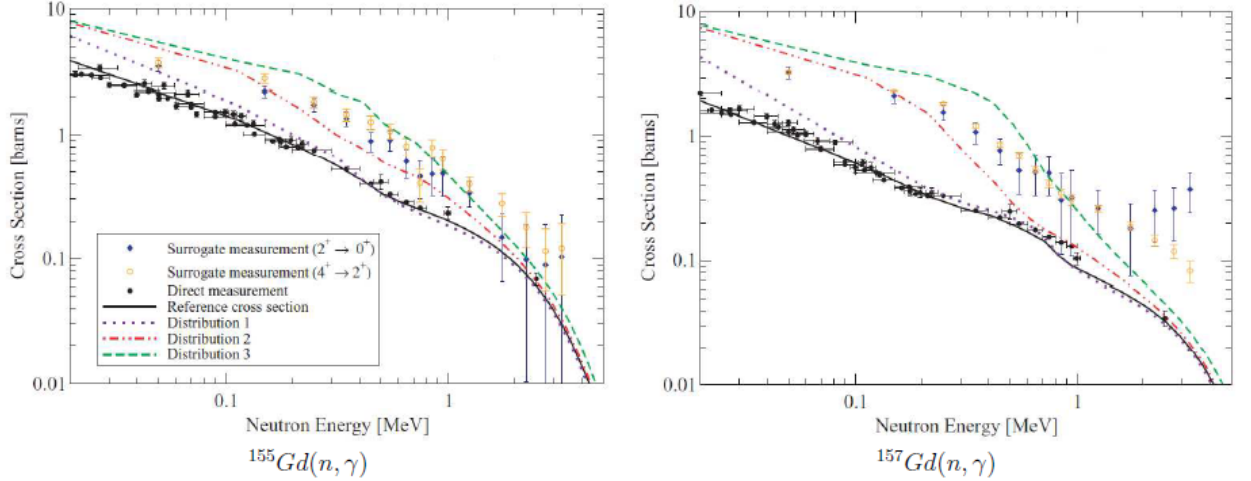 10
1
0.1
0.01
Cross Section [barns]
Surrogate measurement (2⁺ → 0⁺)
Surrogate measurement (4⁺ → 2⁺)
Direct measurement
Reference cross section
Distribution 1
Distribution 2
Distribution 3
0.1
1
Neutron Energy [MeV]
¹⁵⁵Gd(n, γ)
10
1
0.1
0.01
Cross Section [barns]
0.1
1
Neutron Energy [MeV]
¹⁵⁷Gd(n, γ)